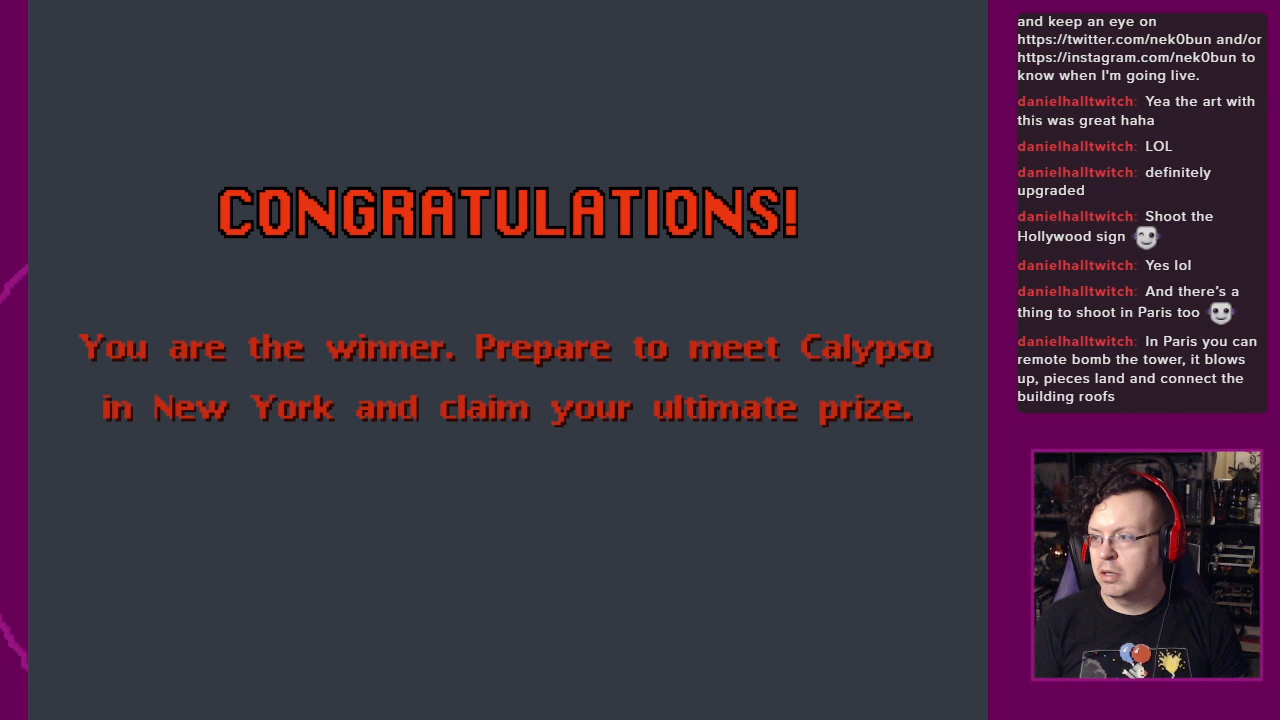 CONGRATULATIONS!
You are the winner. Prepare to meet Calypso
in New York and claim your ultimate prize.
and keep an eye on
https://twitter.com/nek0bun and/or
https://instagram.com/nek0bun to
know when I'm going live.
danielhalltwitch: Yea the art with
this was great haha
danielhalltwitch: LOL
danielhalltwitch: definitely
upgraded
danielhalltwitch: Shoot the
Hollywood sign
danielhalltwitch: Yes lol
danielhalltwitch: And there's a
thing to shoot in Paris too
danielhalltwitch: In Paris you can
remote bomb the tower, it blows
up, pieces land and connect the
building roofs